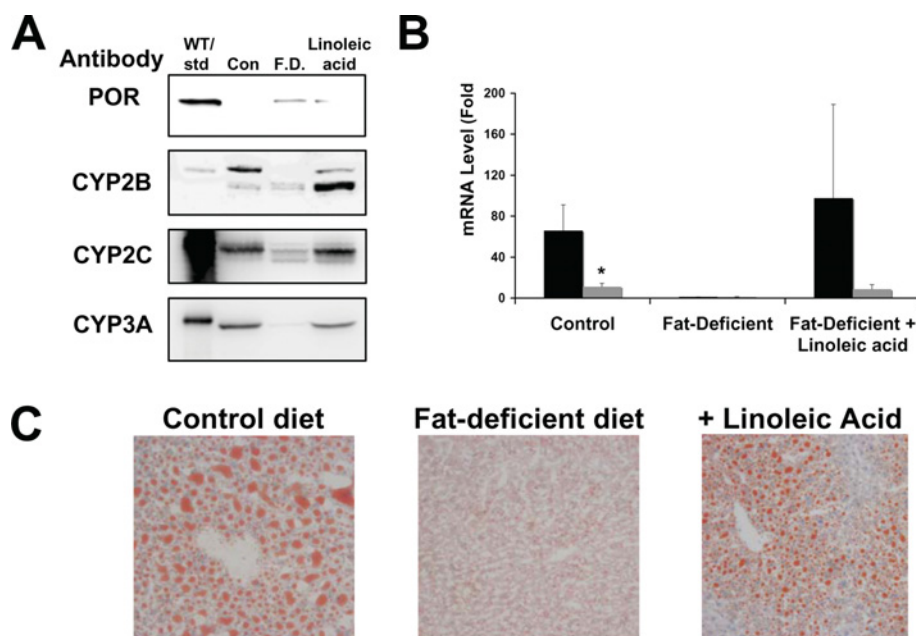 A
Antibody
WT/
std
Con
F.D.
Linoleic
acid
POR
CYP2B
CYP2C
CYP3A
B
mRNA Level (Fold
200
160
120
80
40
0
*
Control
Fat-Deficient
Fat-Deficient +
Linoleic acid
C
Control diet
Fat-deficient diet
+ Linoleic Acid